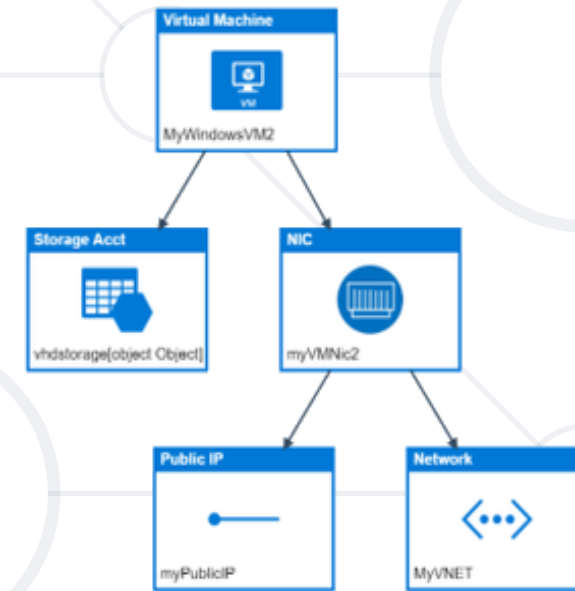 Virtual Machine
VM
MyWindowsVM2
Storage Acct
vhdstorage[object Object]
NIC
myVMNic2
Public IP
myPublicIP
Network
MyVNET